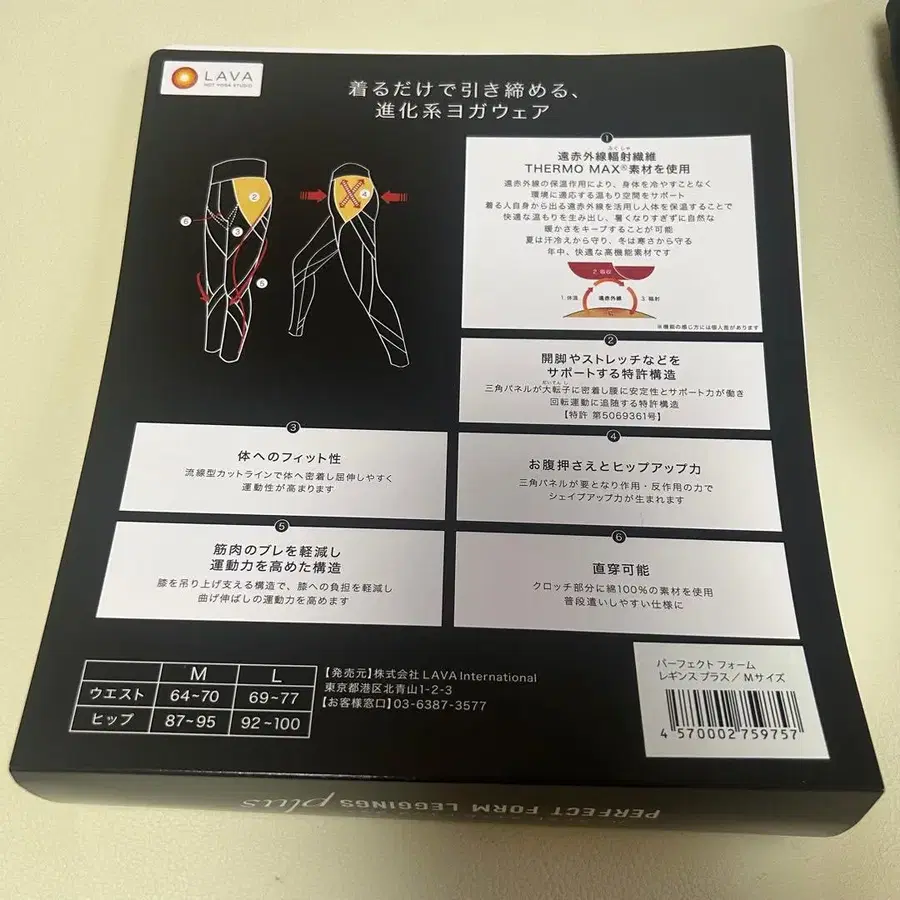 LAVA
HOT YOGA STUDIO
着るだけで引き締める、
進化系ヨガウェア
②
④
⑥
③
⑤
①
ふくしゃ
遠赤外線輻射繊維
THERMO MAX®素材を使用
遠赤外線の保温作用により、身体を冷やすことなく
環境に適応する温もり空間をサポート
着る人自身から出る遠赤外線を活用し人体を保温することで
快適な温もりを生み出し、暑くなりすぎずに自然な
暖かさをキープすることが可能
夏は汗冷えから守り、冬は寒さから守る
年中、快適な高機能素材です
2. 吸収
1. 体温
遠赤外線
3. 輻射
※機能の感じ方には個人差があります
②
開脚やストレッチなどを
サポートする特許構造
だいてんし
三角パネルが大転子に密着し腰に安定性とサポート力が働き
回転運動に追随する特許構造
【特許 第5069361号】
③
体へのフィット性
流線型カットラインで体へ密着し屈伸しやすく
運動性が高まります
④
お腹押さえとヒップアップ力
三角パネルが要となり作用・反作用の力で
シェイプアップ力が生まれます
⑤
筋肉のブレを軽減し
運動力を高めた構造
膝を吊り上げ支える構造で、膝への負担を軽減し
曲げ伸ばしの運動力を高めます
⑥
直穿可能
クロッチ部分に綿100%の素材を使用
普段遣いしやすい仕様に
M L
ウエスト 64~70 69~77
ヒップ 87~95 92~100
【発売元】株式会社 LAVA International
東京都港区北青山1-2-3
【お客様窓口】03-6387-3577
パーフェクト フォーム
レギンス プラス/Mサイズ
4 570002 759757
PERFECT FORM LEGGINGS plus